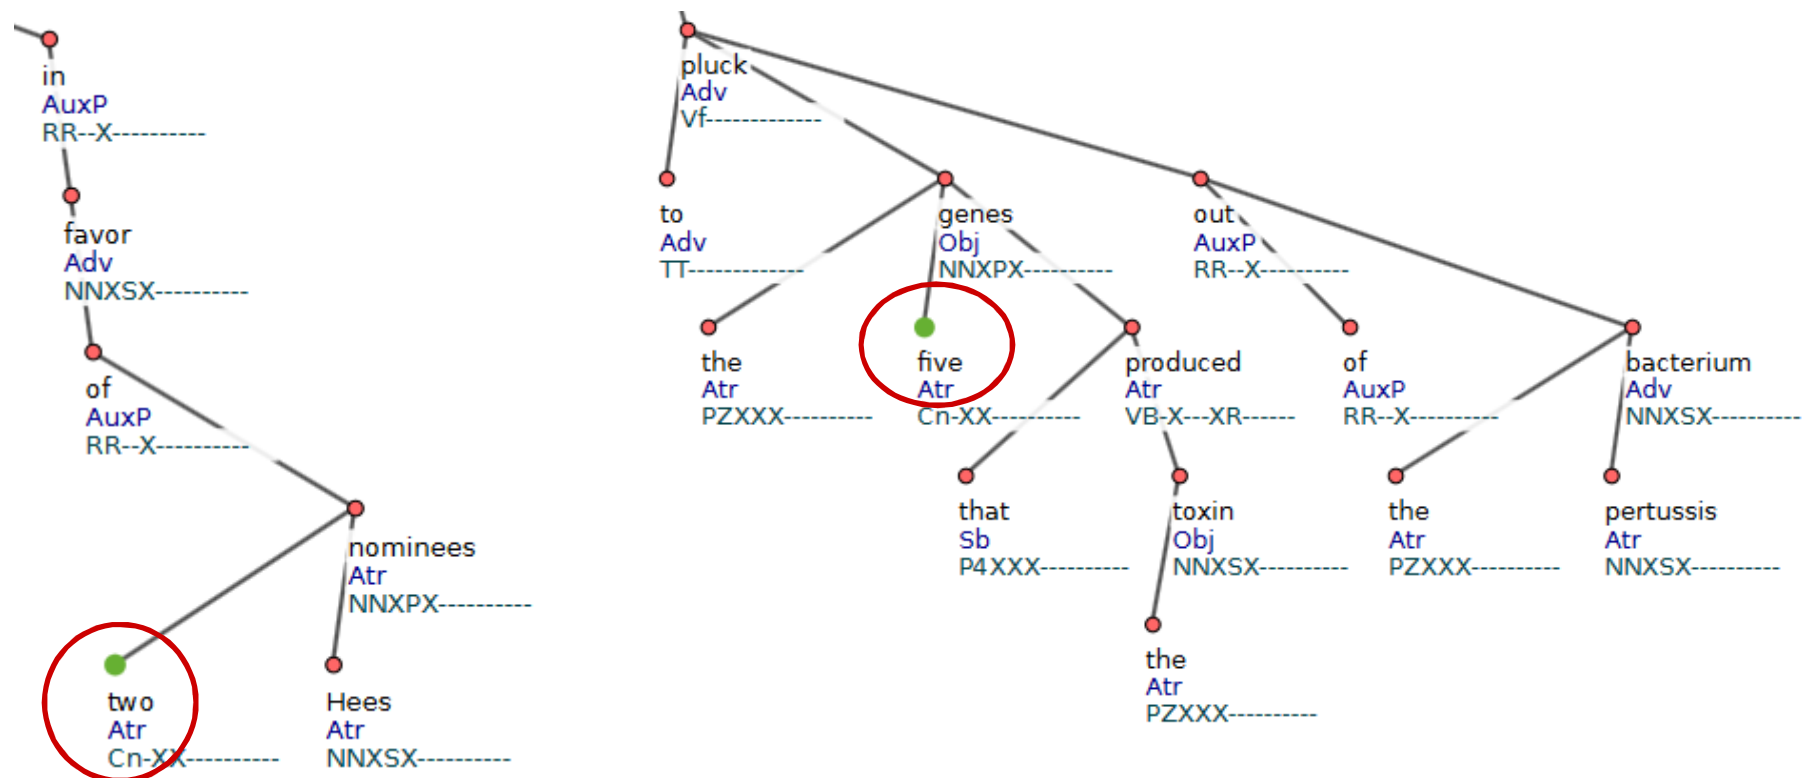 in
AuxP
RR--X----------
favor
Adv
NNXSX----------
of
AuxP
RR--X----------
nominees
Atr
NNXPX----------
two
Atr
Cn-XX----------
Hees
Atr
NNXSX----------
pluck
Adv
Vf-------------
to
Adv
TT-------------
genes
Obj
NNXPX----------
out
AuxP
RR--X----------
the
Atr
PZXXX----------
five
Atr
Cn-XX----------
produced
Atr
VB-X---XR------
of
AuxP
RR--X----------
bacterium
Adv
NNXSX----------
that
Sb
P4XXX----------
toxin
Obj
NNXSX----------
the
Atr
PZXXX----------
pertussis
Atr
NNXSX----------
the
Atr
PZXXX----------